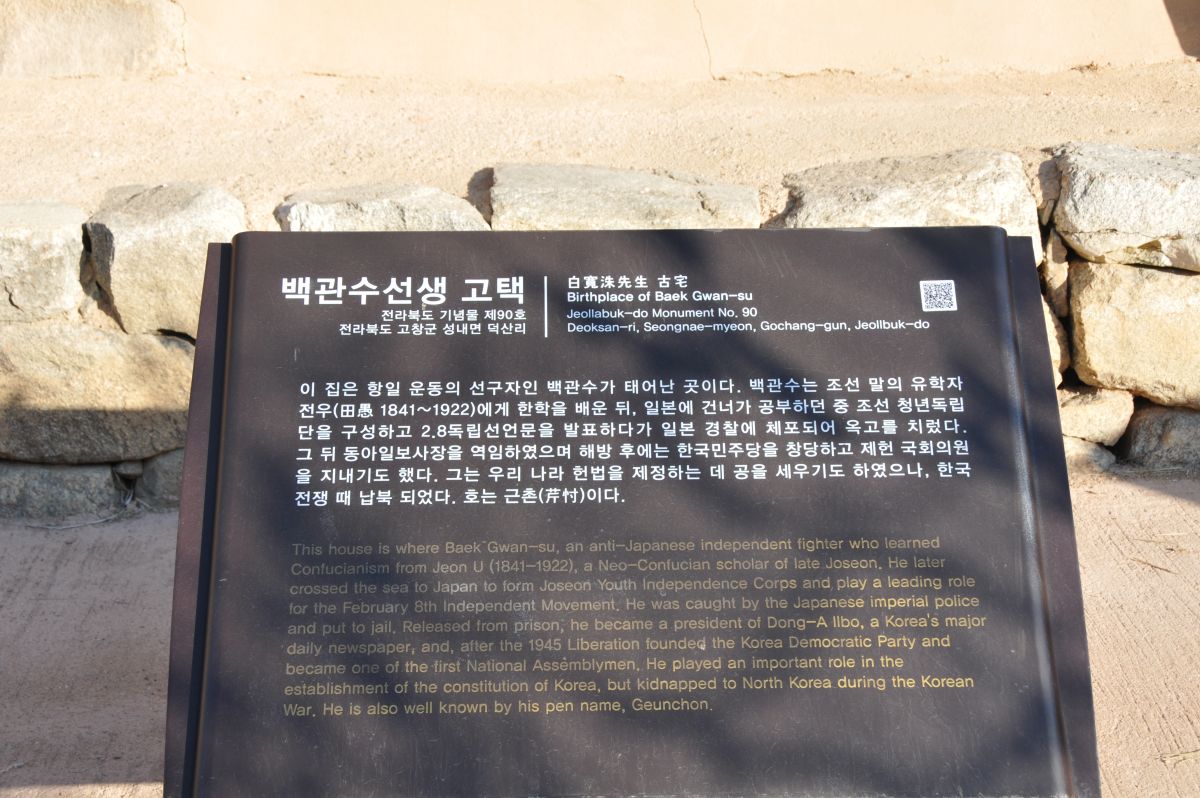 백관수선생 고택
전라북도 기념물 제90호
전라북도 고창군 성내면 덕산리
白寬洙先生 古宅
Birthplace of Baek Gwan-su
Jeollabuk-do Monument No. 90
Deoksan-ri, Seongnae-myeon, Gochang-gun, Jeollbuk-do
이 집은 항일 운동의 선구자인 백관수가 태어난 곳이다. 백관수는 조선 말의 유학자
전우(田愚 1841~1922)에게 한학을 배운 뒤, 일본에 건너가 공부하던 중 조선 청년독립
단을 구성하고 2.8독립선언문을 발표하다가 일본 경찰에 체포되어 옥고를 치렀다.
그 뒤 동아일보사장을 역임하였으며 해방 후에는 한국민주당을 창당하고 제헌 국회의원
을 지내기도 했다. 그는 우리 나라 헌법을 제정하는 데 공을 세우기도 하였으나, 한국
전쟁 때 납북 되었다. 호는 근촌(芹忖)이다.
This house is where Baek Gwan-su, an anti-Japanese independent fighter who learned
Confucianism from Jeon U (1841-1922), a Neo-Confucian scholar of late Joseon. He later
crossed the sea to Japan to form Joseon Youth Independence Corps and play a leading role
for the February 8th Independent Movement. He was caught by the Japanese imperial police
and put to jail. Released from prison, he became a president of Dong-A Ilbo, a Korea's major
daily newspaper, and, after the 1945 Liberation founded the Korea Democratic Party and
became one of the first National Assemblymen. He played an important role in the
establishment of the constitution of Korea, but kidnapped to North Korea during the Korean
War. He is also well known by his pen name, Geunchon.